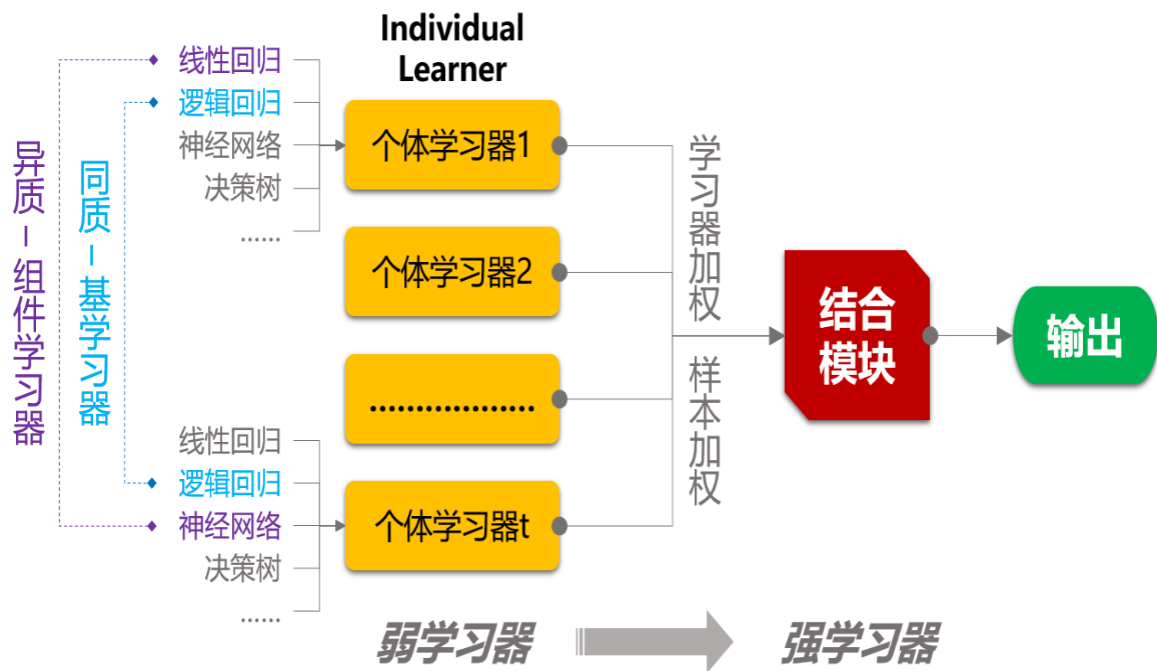 Individual
Learner
线性回归
逻辑回归
神经网络
决策树
......
个体学习器1
个体学习器2
..................
线性回归
逻辑回归
神经网络
决策树
......
个体学习器t
异质-组件学习器
同质-基学习器
学习器加权
样本加权
结合
模块
输出
弱学习器
强学习器